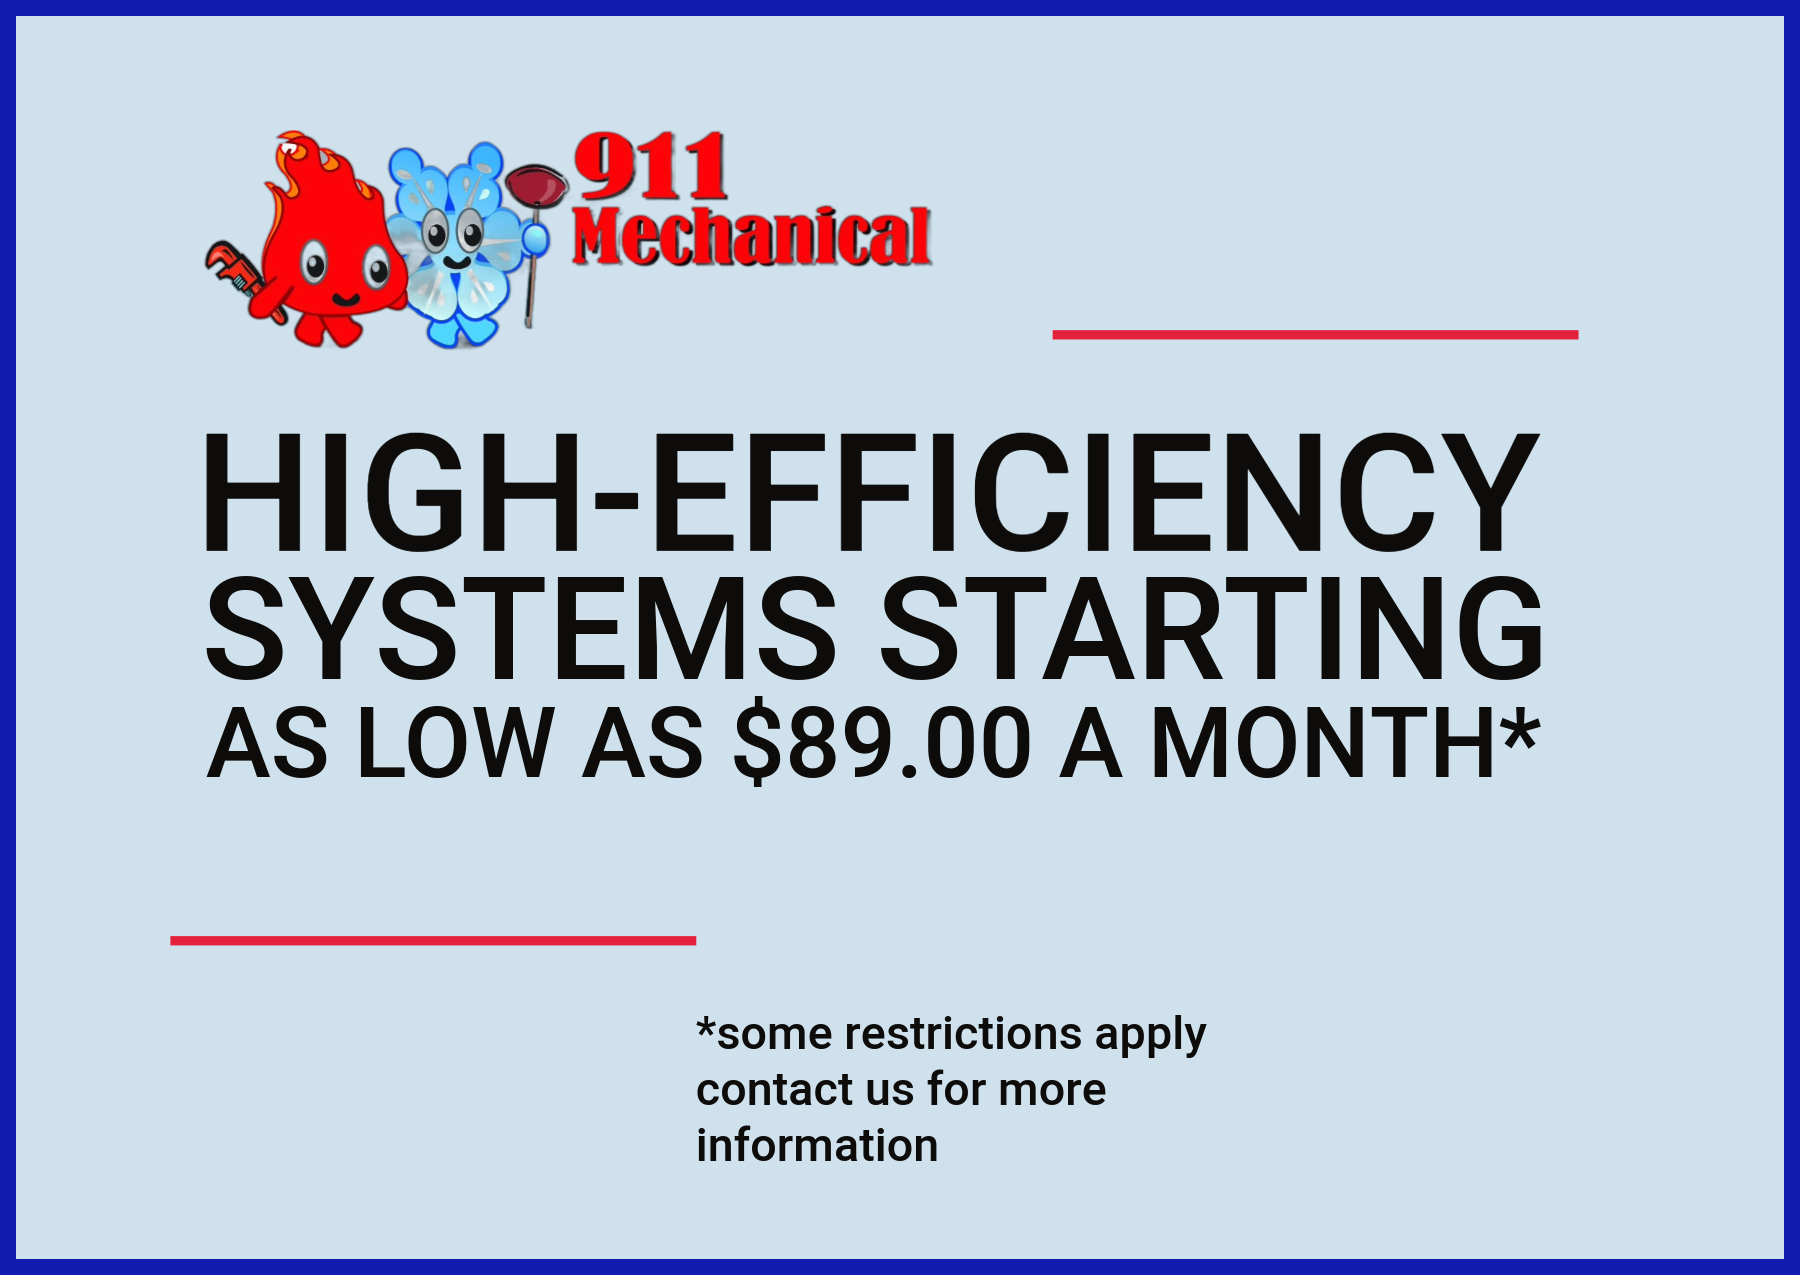 911
Mechanical
HIGH-EFFICIENCY
SYSTEMS STARTING
AS LOW AS $89.00 A MONTH*
*some restrictions apply
contact us for more
information